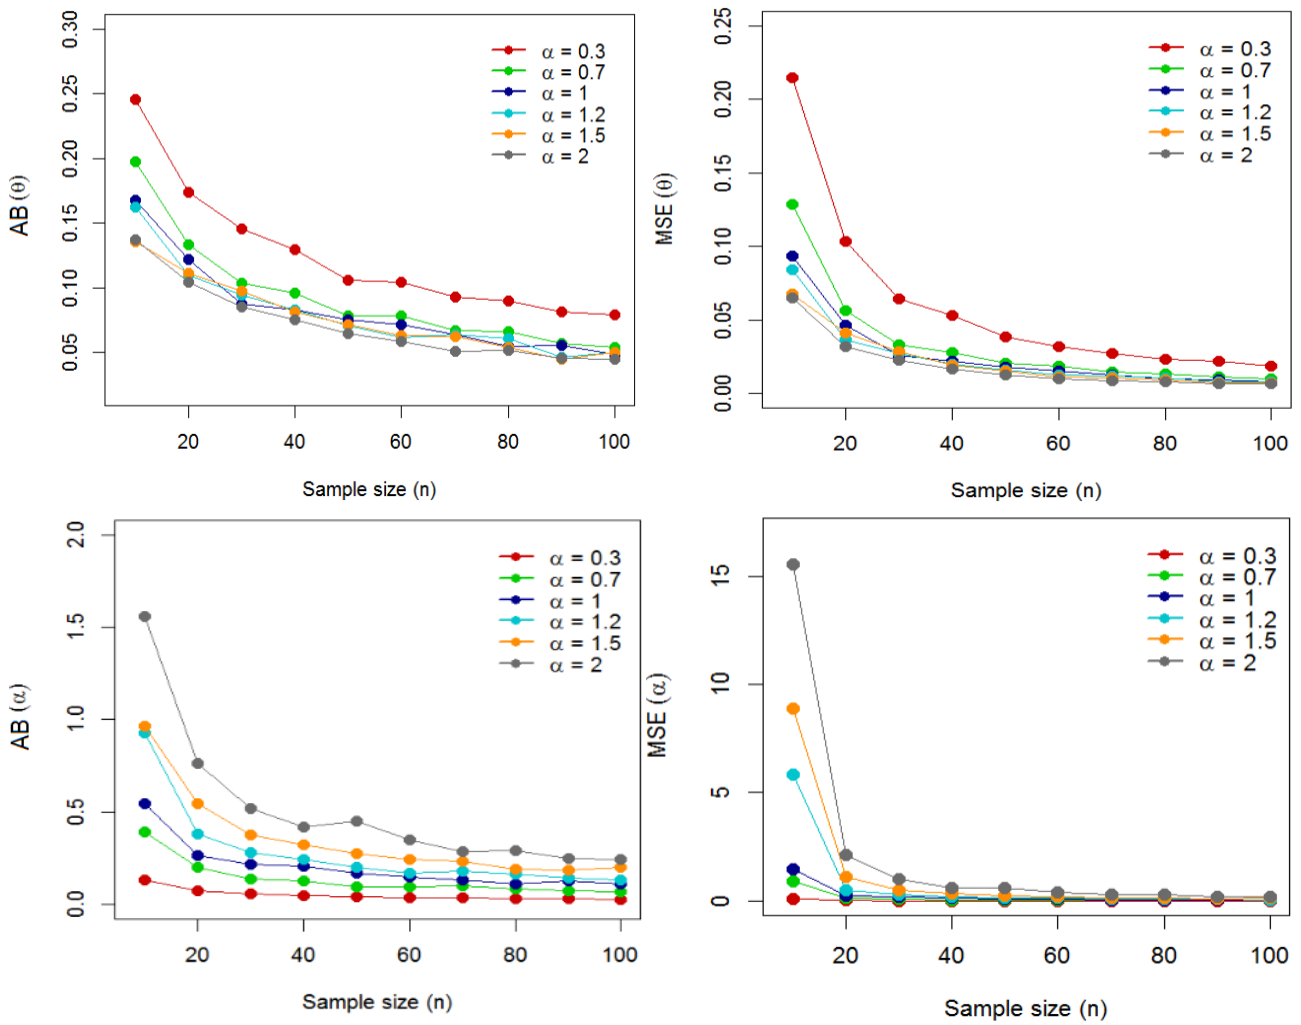 0.30
0.25
0.20
0.15
0.10
0.05
AB (θ)
α = 0.3
α = 0.7
α = 1
α = 1.2
α = 1.5
α = 2
20 40 60 80 100
Sample size (n)
0.25
0.20
0.15
0.10
0.05
0.00
MSE (θ)
α = 0.3
α = 0.7
α = 1
α = 1.2
α = 1.5
α = 2
20 40 60 80 100
Sample size (n)
2.0
1.5
1.0
0.5
0.0
AB (α)
α = 0.3
α = 0.7
α = 1
α = 1.2
α = 1.5
α = 2
20 40 60 80 100
Sample size (n)
15
10
5
0
MSE (α)
α = 0.3
α = 0.7
α = 1
α = 1.2
α = 1.5
α = 2
20 40 60 80 100
Sample size (n)